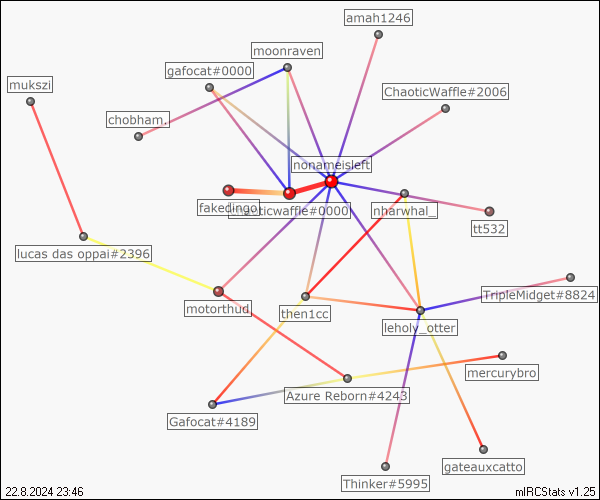 amah1246
moonraven
gafocat#0000
mukszi
ChaoticWaffle#2006
chobham.
nonameisleft
fakedingo
ticwaffle#0000
nharwhal_
tt532
lucas das oppai#2396
motorthud.
then1cc
TripleMidget#8824
leholy_otter
mercurybro
Azure Reborn#4243
Gafocat#4189
gateauxcatto
Thinker#5995
22.8.2024 23:46
mIRCStats v1.25